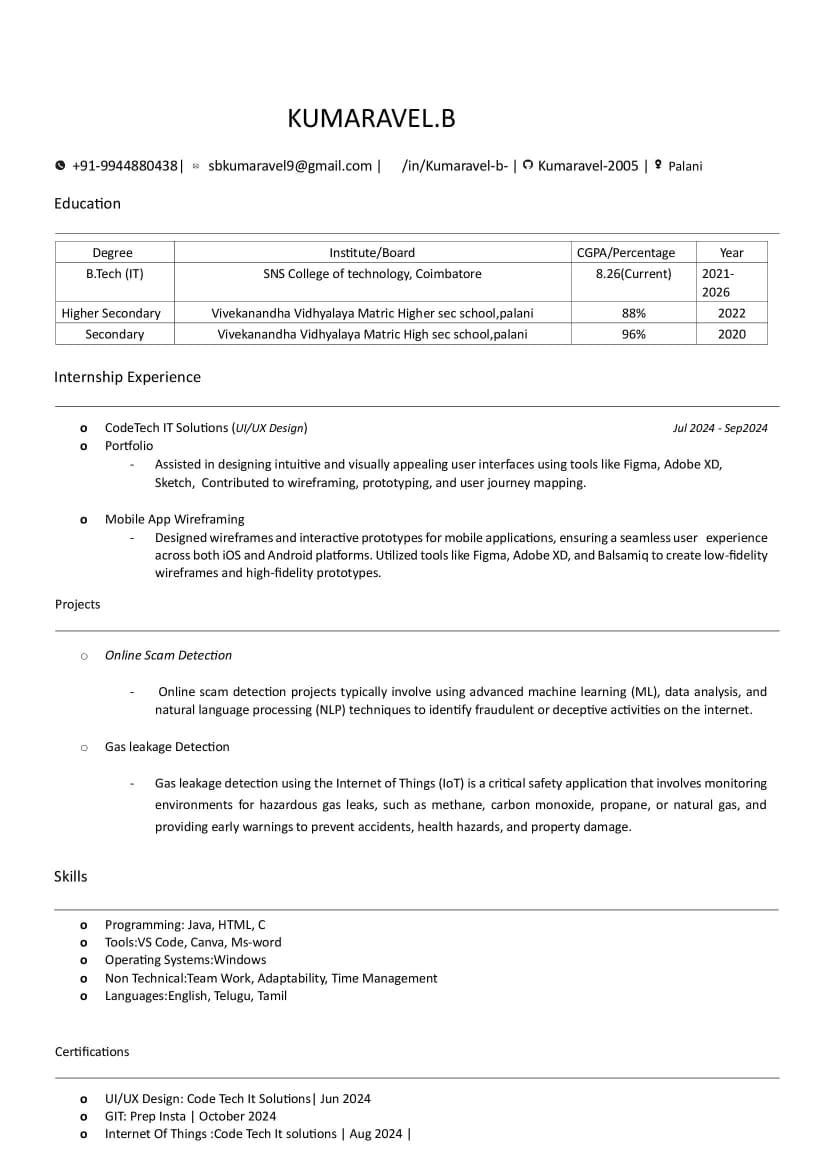 KUMARAVEL.B
+91-9944880438| sbkumaravel9@gmail.com | /in/Kumaravel-b- | Kumaravel-2005 | Palani
Education
Degree Institute/Board CGPA/Percentage Year
B.Tech (IT) SNS College of technology, Coimbatore 8.26(Current) 2021-
2026
Higher Secondary Vivekanandha Vidhyalaya Matric Higher sec school,palani 88% 2022
Secondary Vivekanandha Vidhyalaya Matric High sec school,palani 96% 2020
Internship Experience
o CodeTech IT Solutions (UI/UX Design) Jul 2024 - Sep2024
o Portfolio
- Assisted in designing intuitive and visually appealing user interfaces using tools like Figma, Adobe XD,
Sketch, Contributed to wireframing, prototyping, and user journey mapping.
o Mobile App Wireframing
- Designed wireframes and interactive prototypes for mobile applications, ensuring a seamless user experience
across both iOS and Android platforms. Utilized tools like Figma, Adobe XD, and Balsamiq to create low-fidelity
wireframes and high-fidelity prototypes.
Projects
○ Online Scam Detection
- Online scam detection projects typically involve using advanced machine learning (ML), data analysis, and
natural language processing (NLP) techniques to identify fraudulent or deceptive activities on the internet.
○ Gas leakage Detection
- Gas leakage detection using the Internet of Things (IoT) is a critical safety application that involves monitoring
environments for hazardous gas leaks, such as methane, carbon monoxide, propane, or natural gas, and
providing early warnings to prevent accidents, health hazards, and property damage.
Skills
o Programming: Java, HTML, C
o Tools:VS Code, Canva, Ms-word
o Operating Systems:Windows
o Non Technical:Team Work, Adaptability, Time Management
o Languages:English, Telugu, Tamil
Certifications
o UI/UX Design: Code Tech It Solutions| Jun 2024
o GIT: Prep Insta | October 2024
o Internet Of Things :Code Tech It solutions | Aug 2024 |